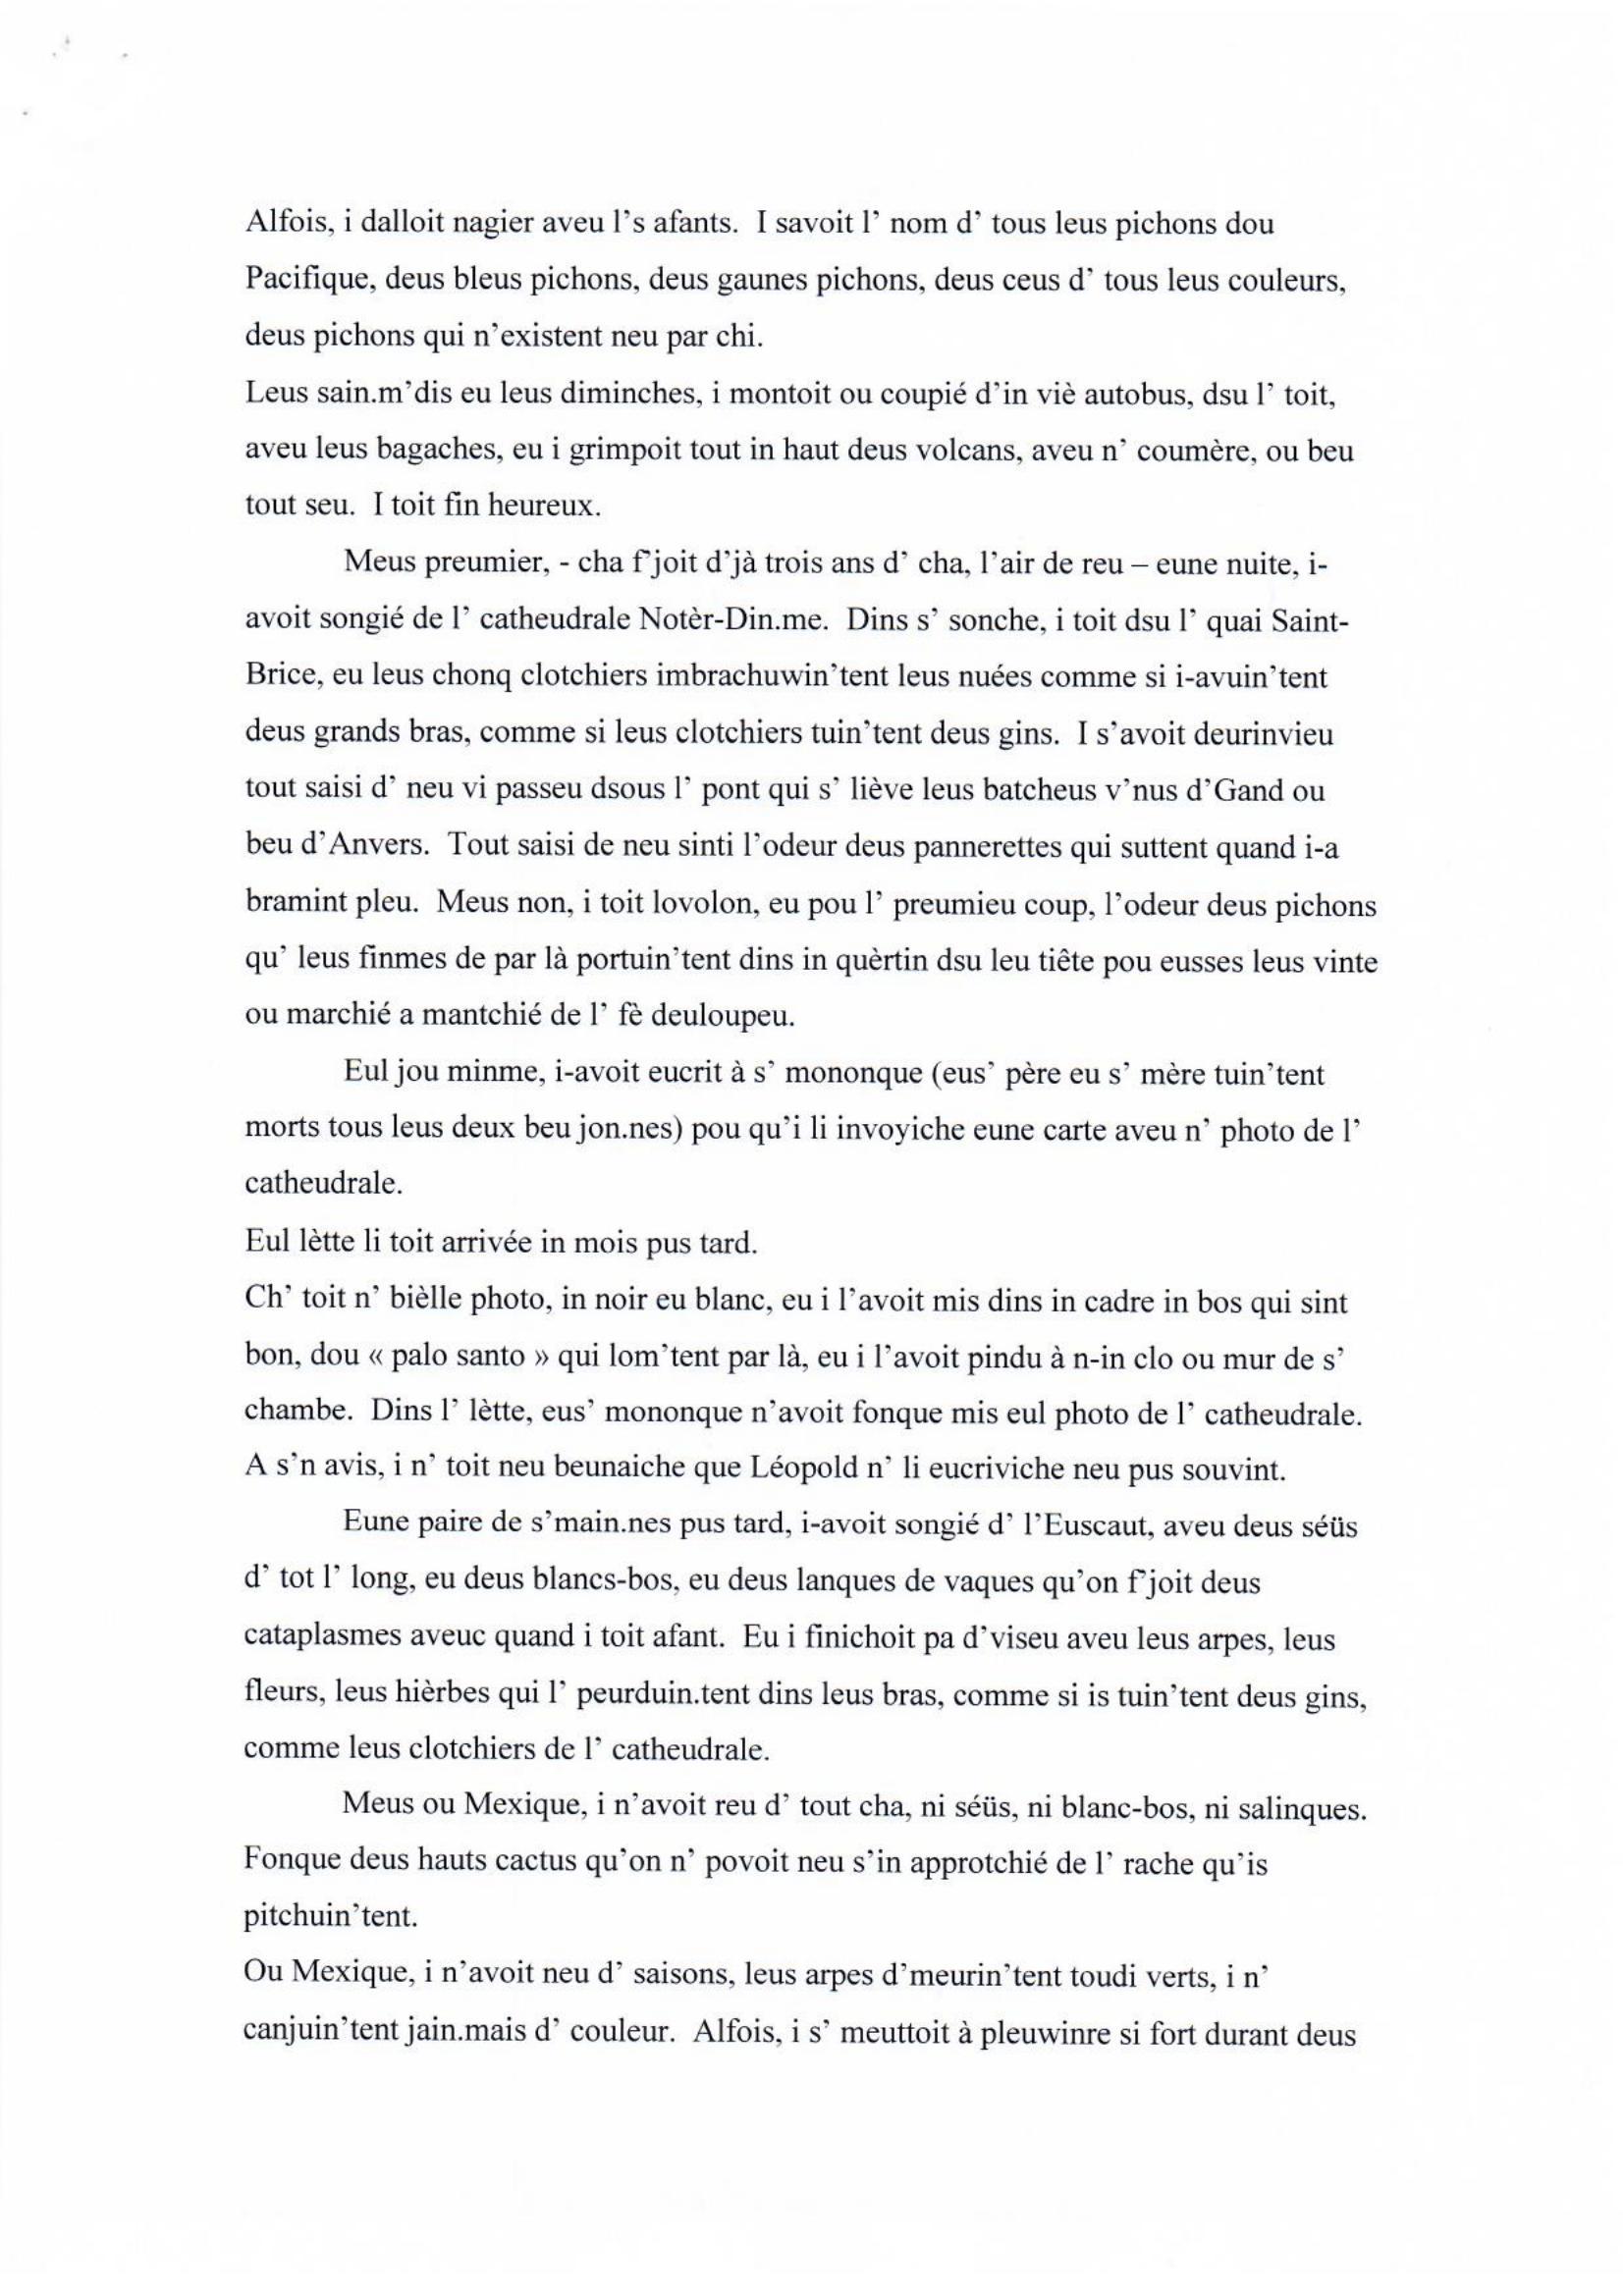 Alfois, i dalloit nagier aveu l's afants.  I savoit l' nom d' tous leus pichons dou
Pacifique, deus bleus pichons, deus gaunes pichons, deus ceus d' tous leus couleurs,
deus pichons qui n'existent neu par chi.
Leus sain.m'dis eu leus diminches, i montoit ou coupié d'in viè autobus, dsu l' toit,
aveu leus bagaches, eu i grimpoit tout in haut deus volcans, aveu n' coumère, ou beu
tout seu.  I toit fin heureux.
Meus preumier, - cha f'joit d'jà trois ans d' cha, l'air de reu – eune nuite, i-
avoit songié de l' catheudrale Notèr-Din.me.  Dins s' sonche, i toit dsu l' quai Saint-
Brice, eu leus chonq clotchiers imbrachuwin'tent leus nuées comme si i-avuin'tent
deus grands bras, comme si leus clotchiers tuin'tent deus gins.  I s'avoit deurinvieu
tout saisi d' neu vi passeu dsous l' pont qui s' liève leus batcheus v'nus d'Gand ou
beu d'Anvers.  Tout saisi de neu sinti l'odeur deus pannerettes qui suttent quand i-a
bramint pleu.  Meus non, i toit lovolon, eu pou l' preumieu coup, l'odeur deus pichons
qu' leus finmes de par là portuin'tent dins in quèrtin dsu leu tiête pou eusses leus vinte
ou marchié a mantchié de l' fè deuloupeu.
Eul jou minme, i-avoit eucrit à s' mononque (eus' père eu s' mère tuin'tent
morts tous leus deux beu jon.nes) pou qu'i li invoyiche eune carte aveu n' photo de l'
catheudrale.
Eul lètte li toit arrivée in mois pus tard.
Ch' toit n' bièlle photo, in noir eu blanc, eu i l'avoit mis dins in cadre in bos qui sint
bon, dou « palo santo » qui lom'tent par là, eu i l'avoit pindu à n-in clo ou mur de s'
chambe.  Dins l' lètte, eus' mononque n'avoit fonque mis eul photo de l' catheudrale.
A s'n avis, i n' toit neu beunaiche que Léopold n' li eucriviche neu pus souvint.
Eune paire de s'main.nes pus tard, i-avoit songié d' l'Euscaut, aveu deus séüs
d' tot l' long, eu deus blancs-bos, eu deus lanques de vaques qu'on f'joit deus
cataplasmes aveuc quand i toit afant.  Eu i finichoit pa d'viseu aveu leus arpes, leus
fleurs, leus hièrbes qui l' peurduin.tent dins leus bras, comme si is tuin'tent deus gins,
comme leus clotchiers de l' catheudrale.
Meus ou Mexique, i n'avoit reu d' tout cha, ni séüs, ni blanc-bos, ni salinques.
Fonque deus hauts cactus qu'on n' povoit neu s'in approtchié de l' rache qu'is
pitchuin'tent.
Ou Mexique, i n'avoit neu d' saisons, leus arpes d'meurin'tent toudi verts, i n'
canjuin'tent jain.mais d' couleur.  Alfois, i s' meuttoit à pleuwinre si fort durant deus